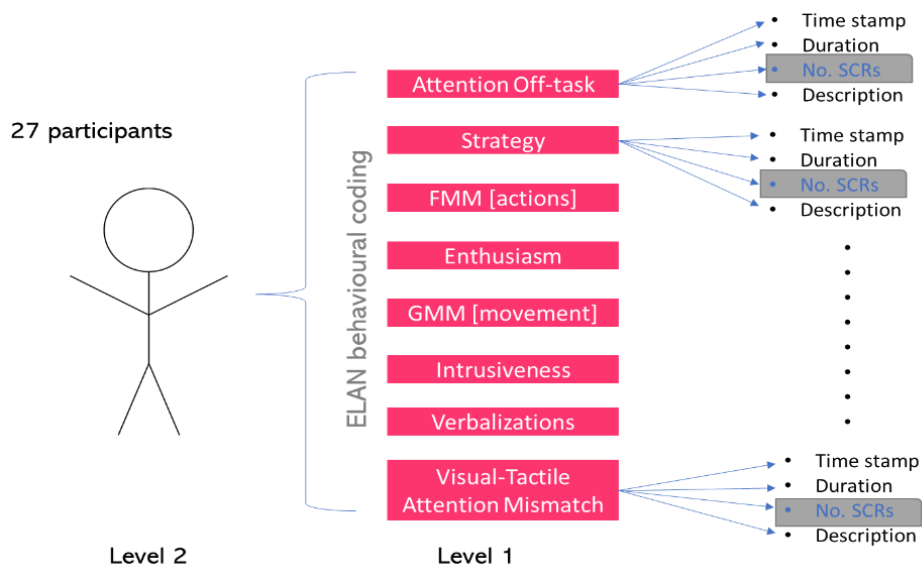 27 participants
Level 2
ELAN behavioural coding
Attention Off-task
Strategy
FMM [actions]
Enthusiasm
GMM [movement]
Intrusiveness
Verbalizations
Visual-Tactile
Attention Mismatch
Level 1
• Time stamp
• Duration
• No. SCRs
• Description
• Time stamp
• Duration
• No. SCRs
• Description
• Time stamp
• Duration
• No. SCRs
• Description